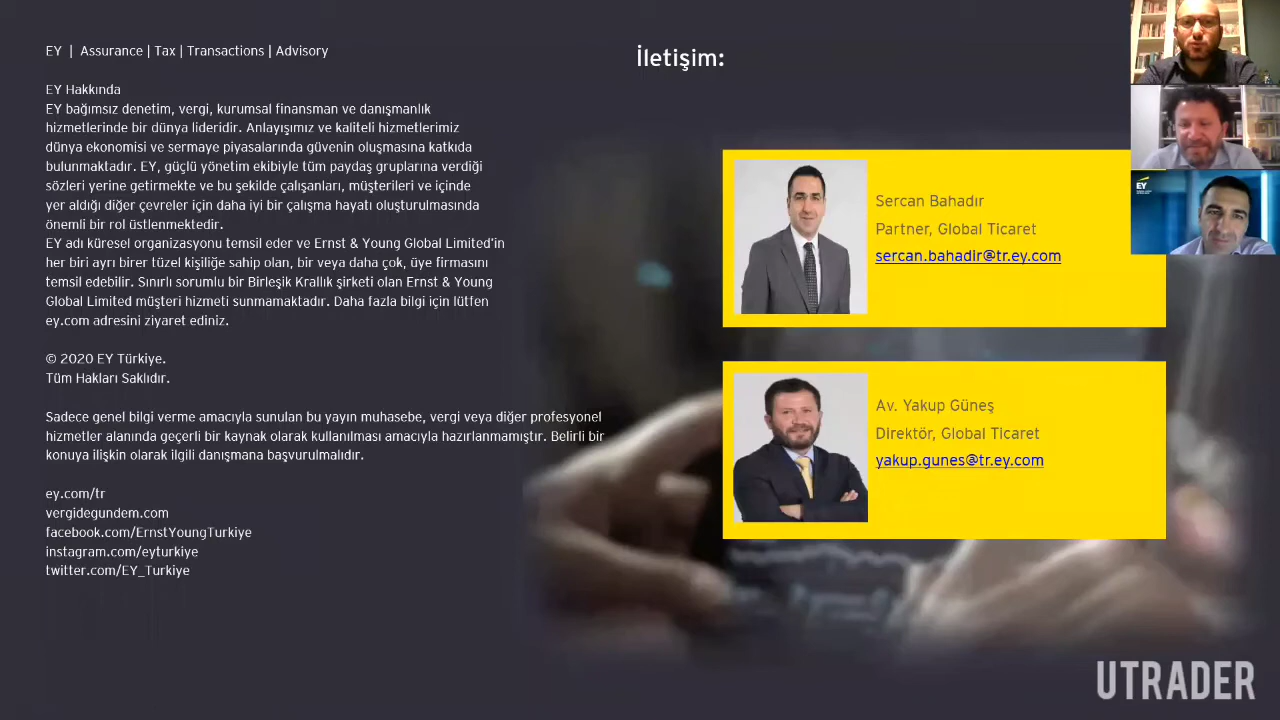 EY | Assurance | Tax | Transactions | Advisory
EY Hakkında
EY bağımsız denetim, vergi, kurumsal finansman ve danışmanlık
hizmetlerinde bir dünya lideridir. Anlayışımız ve kaliteli hizmetlerimiz
dünya ekonomisi ve sermaye piyasalarında güvenin oluşmasına katkıda
bulunmaktadır. EY, güçlü yönetim ekibiyle tüm paydaş gruplarına verdiği
sözleri yerine getirmekte ve bu şekilde çalışanları, müşterileri ve içinde
yer aldığı diğer çevreler için daha iyi bir çalışma hayatı oluşturulmasında
önemli bir rol üstlenmektedir.
EY adı küresel organizasyonu temsil eder ve Ernst & Young Global Limited'in
her biri ayrı birer tüzel kişiliğe sahip olan, bir veya daha çok, üye firmasını
temsil edebilir. Sınırlı sorumlu bir Birleşik Krallık şirketi olan Ernst & Young
Global Limited müşteri hizmeti sunmamaktadır. Daha fazla bilgi için lütfen
ey.com adresini ziyaret ediniz.
© 2020 EY Türkiye.
Tüm Hakları Saklıdır.
Sadece genel bilgi verme amacıyla sunulan bu yayın muhasebe, vergi veya diğer profesyonel
hizmetler alanında geçerli bir kaynak olarak kullanılması amacıyla hazırlanmamıştır. Belirli bir
konuya ilişkin olarak ilgili danışmana başvurulmalıdır.
ey.com/tr
vergidegundem.com
facebook.com/ErnstYoungTurkiye
instagram.com/eyturkiye
twitter.com/EY_Turkiye
İletişim:
Sercan Bahadır
Partner, Global Ticaret
sercan.bahadir@tr.ey.com
Av. Yakup Güneş
Direktör, Global Ticaret
yakup.gunes@tr.ey.com
EY
UTRADER